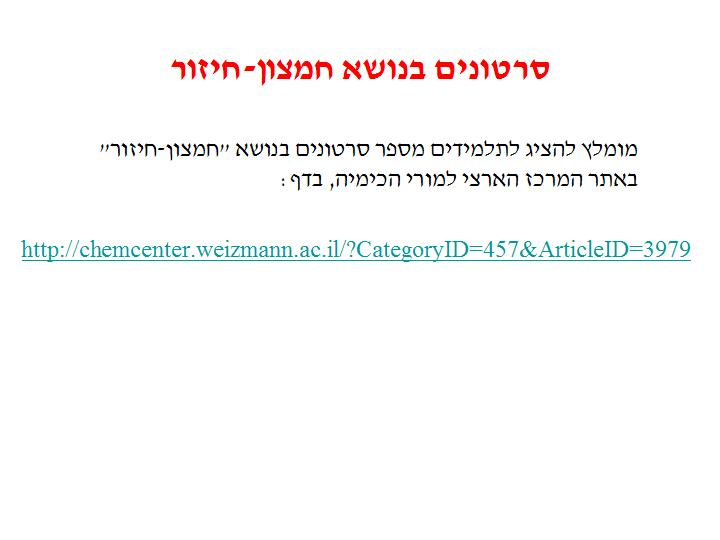 סרטונים בנושא חמצון-חיזור
מומלץ להציג לתלמידים מספר סרטונים בנושא "חמצון-חיזור"
באתר המרכז הארצי למורי הכימיה, בדף:
http://chemcenter.weizmann.ac.il/?CategoryID=457&ArticleID=3979